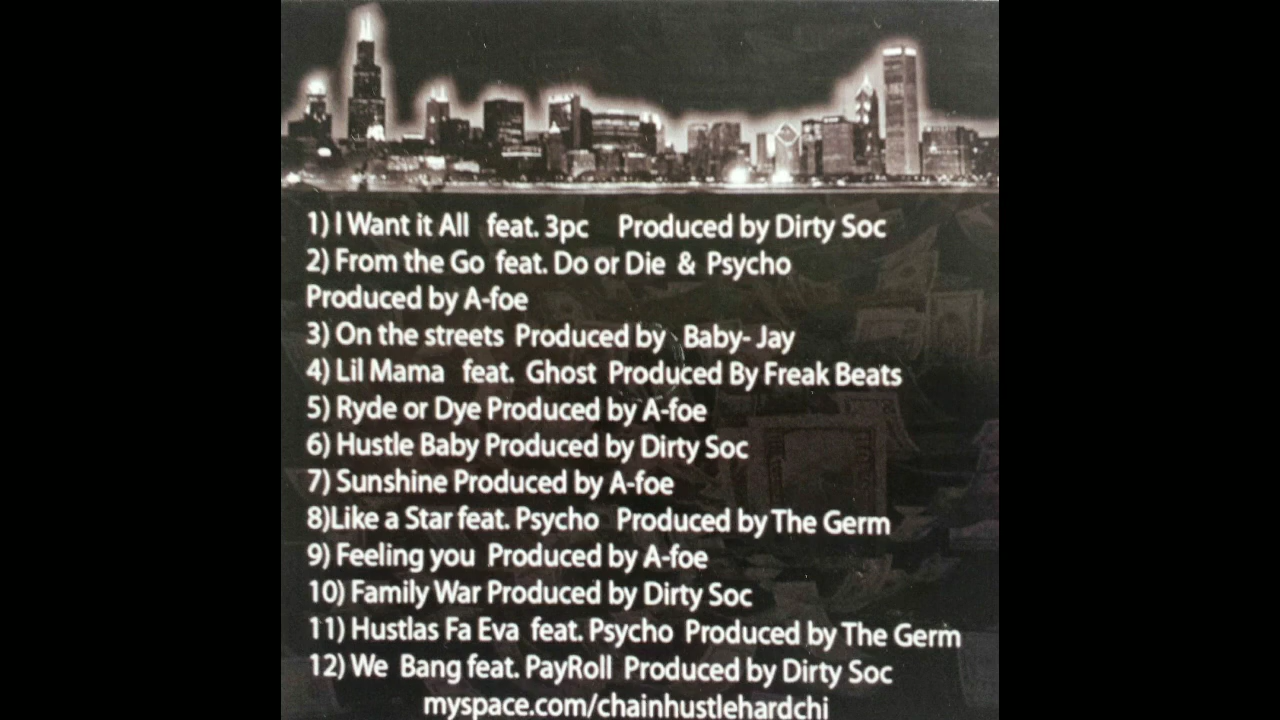 1) I Want it All feat. 3pc Produced by Dirty Soc
2) From the Go feat. Do or Die & Psycho
Produced by A-foe
3) On the streets Produced by Baby- Jay
4) Lil Mama feat. Ghost Produced By Freak Beats
5) Ryde or Dye Produced by A-foe
6) Hustle Baby Produced by Dirty Soc
7) Sunshine Produced by A-foe
8)Like a Star feat. Psycho Produced by The Germ
9) Feeling you Produced by A-foe
10) Family War Produced by Dirty Soc
11) Hustlas Fa Eva feat. Psycho Produced by The Germ
12) We Bang feat. PayRoll Produced by Dirty Soc
myspace.com/chainhustlehardchi